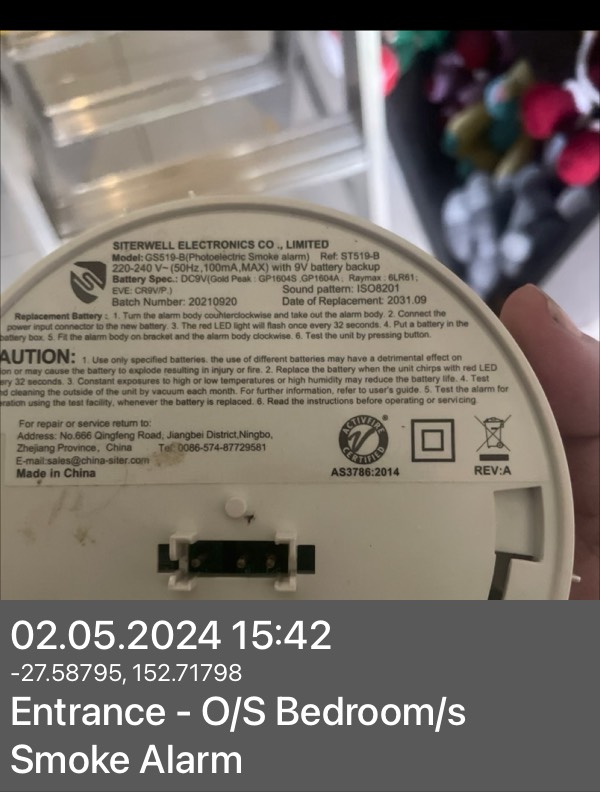 SITERWELL ELECTRONICS CO ., LIMITED
Model: GS519-B(Photoelectric Smoke alarm) Ref: ST519-B
220-240 V~ (50Hz,100mA,MAX) with 9V battery backup
Battery Spec.: DC9V(Gold Peak : GP1604S ,GP1604A , Raymax : 6LR61;
EVE: CR9V/P,) Sound pattern: ISO8201
Batch Number: 20210920 Date of Replacement: 2031.09
Replacement Battery : 1. Turn the alarm body counterclockwise and take out the alarm body. 2. Connect the
power input connector to the new battery. 3. The red LED light will flash once every 32 seconds. 4. Put a battery in the
battery box. 5. Fit the alarm body on bracket and the alarm body clockwise. 6. Test the unit by pressing button.
AUTION: 1. Use only specified batteries. the use of different batteries may have a detrimental effect on
on or may cause the battery to explode resulting in injury or fire. 2. Replace the battery when the unit chirps with red LED
ery 32 seconds. 3. Constant exposures to high or low temperatures or high humidity may reduce the battery life. 4. Test
nd cleaning the outside of the unit by vacuum each month. For further information, refer to user's guide. 5. Test the alarm for
eration using the test facility, whenever the battery is replaced. 6. Read the instructions before operating or servicing
For repair or service return to:
Address: No.666 Qingfeng Road, Jiangbei District,Ningbo,
Zhejiang Province, China Tel: 0086-574-87729581
E-mail:sales@china-siter.com
Made in China
ACTIVFIRE
CERTIFIED
®
AS3786:2014
REV:A
02.05.2024 15:42
-27.58795, 152.71798
Entrance - O/S Bedroom/s
Smoke Alarm